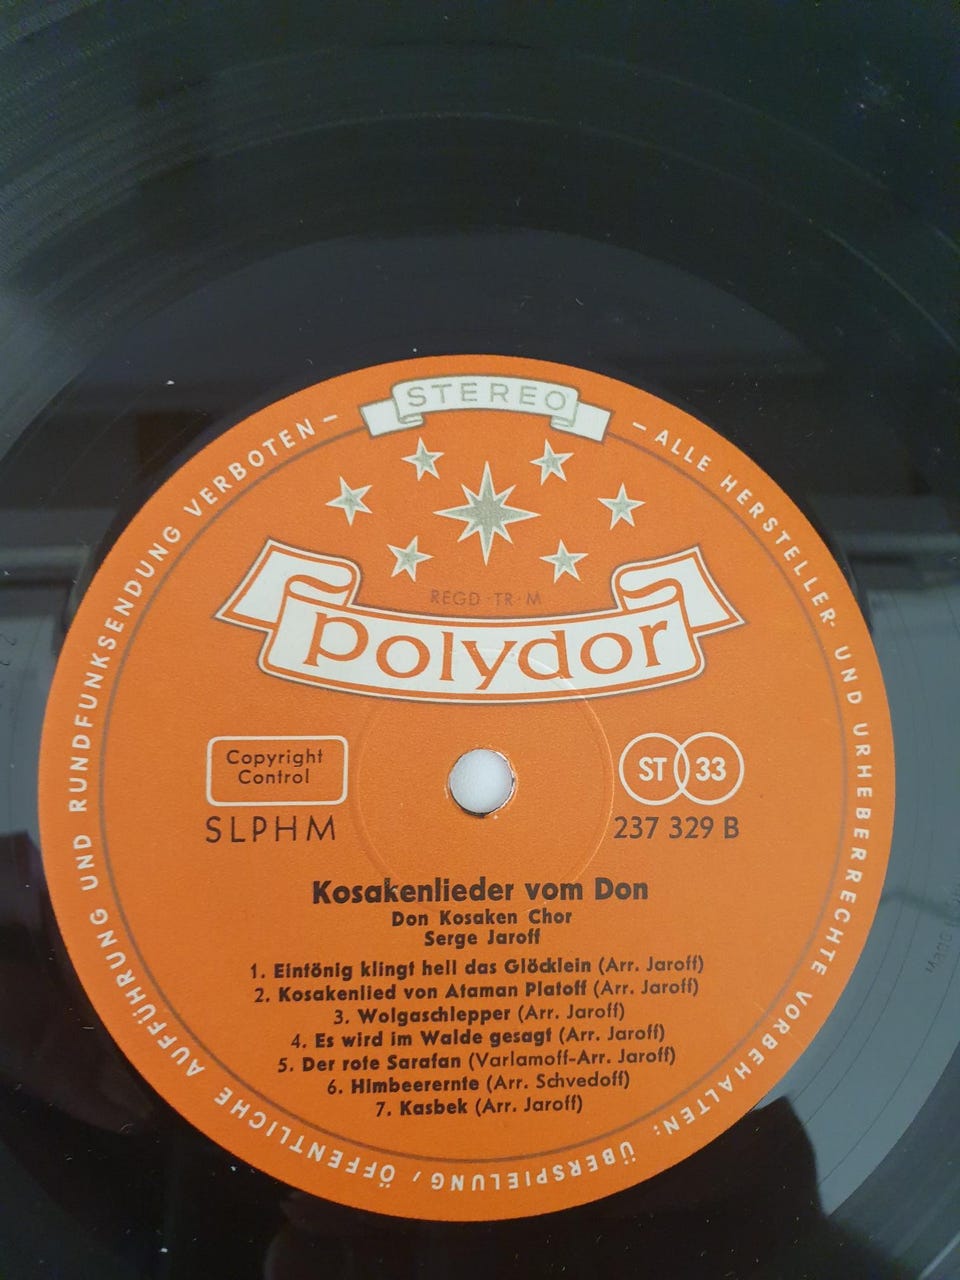 STEREO
– ALLE HERSTELLER- UND URHEBERRECHTE VORBEHALTEN: ÜBERSPIELUNG, ÖFFENTLICHE AUFFÜHRUNG UND RUNDFUNKSENDUNG VERBOTEN –
REGD·TR·M
polydor
Copyright
Control
SLPHM
ST 33
237 329 B
Kosakenlieder vom Don
Don Kosaken Chor
Serge Jaroff
1. Eintönig klingt hell das Glöcklein (Arr. Jaroff)
2. Kosakenlied von Ataman Platoff (Arr. Jaroff)
3. Wolgaschlepper (Arr. Jaroff)
4. Es wird im Walde gesagt (Arr. Jaroff)
5. Der rote Sarafan (Varlamoff-Arr. Jaroff)
6. Himbeerernte (Arr. Schvedoff)
7. Kasbek (Arr. Jaroff)